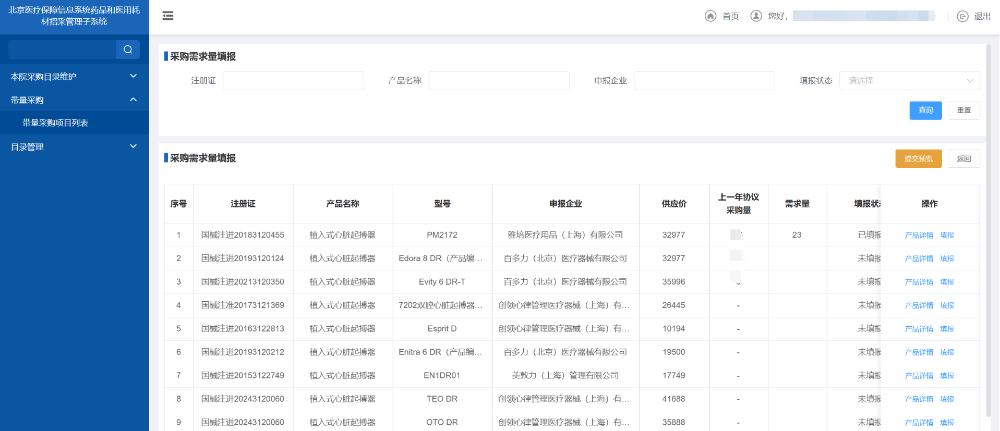 北京医疗保障信息系统药品和医用耗
材招采管理子系统
首页 您好, 退出
本院采购目录维护
带量采购
带量采购项目列表
目录管理
采购需求量填报
注册证 产品名称 申报企业 填报状态 请选择
查询 重置
采购需求量填报
提交预览 返回
序号 注册证 产品名称 型号 申报企业 供应价 上一年协议采购量 需求量 填报状 操作
1 国械注进20183120455 植入式心脏起搏器 PM2172 雅培医疗用品（上海）有限公司 32977 23 已填报 产品详情 填报
2 国械注进20193120124 植入式心脏起搏器 Edora 8 DR（产品编... 百多力（北京）医疗器械有限公司 32977 未填报 产品详情 填报
3 国械注进20213120350 植入式心脏起搏器 Evity 6 DR-T 百多力（北京）医疗器械有限公司 35996 未填报 产品详情 填报
4 国械注准20173121369 植入式心脏起搏器 7202双腔心脏起搏器... 创领心律管理医疗器械（上海）有... 26445 - 未填报 产品详情 填报
5 国械注进20163122813 植入式心脏起搏器 Esprit D 创领心律管理医疗器械（上海）有... 10194 - 未填报 产品详情 填报
6 国械注进20193120212 植入式心脏起搏器 Enitra 6 DR（产品编... 百多力（北京）医疗器械有限公司 19500 - 未填报 产品详情 填报
7 国械注进20153122749 植入式心脏起搏器 EN1DR01 美敦力（上海）管理有限公司 17749 - 未填报 产品详情 填报
8 国械注进20243120060 植入式心脏起搏器 TEO DR 创领心律管理医疗器械（上海）有... 41688 - 未填报 产品详情 填报
9 国械注进20243120060 植入式心脏起搏器 OTO DR 创领心律管理医疗器械（上海）有... 35888 - 未填报 产品详情 填报